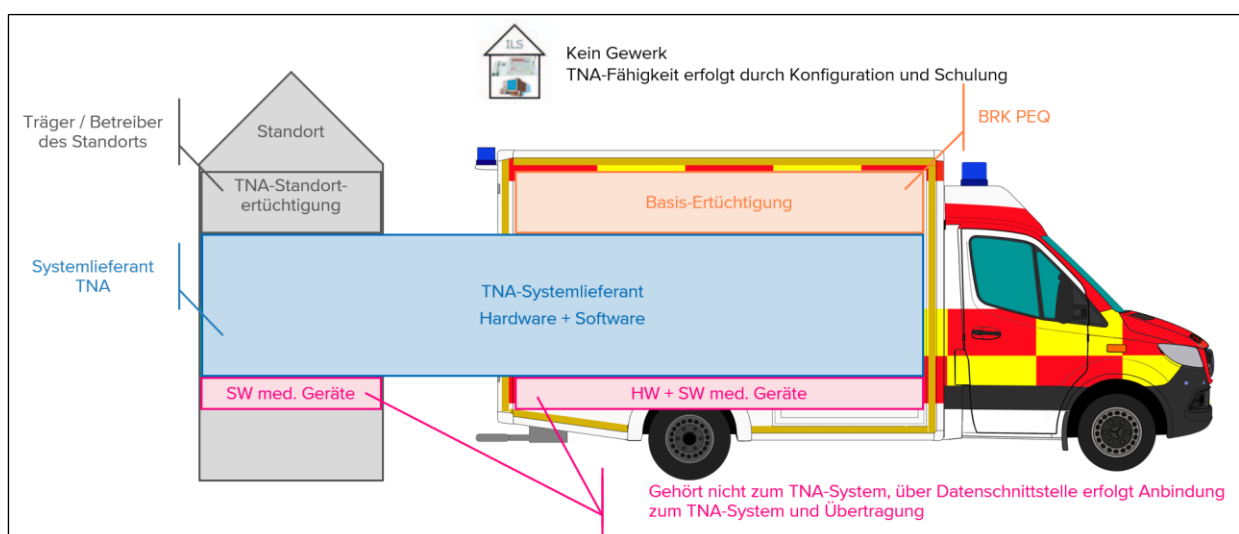 ILS
Kein Gewerk
TNA-Fähigkeit erfolgt durch Konfiguration und Schulung
Träger / Betreiber
des Standorts
Standort
BRK PEQ
TNA-Standort-
ertüchtigung
Basis-Ertüchtigung
Systemlieferant
TNA
TNA-Systemlieferant
Hardware + Software
SW med. Geräte
HW + SW med. Geräte
Gehört nicht zum TNA-System, über Datenschnittstelle erfolgt Anbindung
zum TNA-System und Übertragung